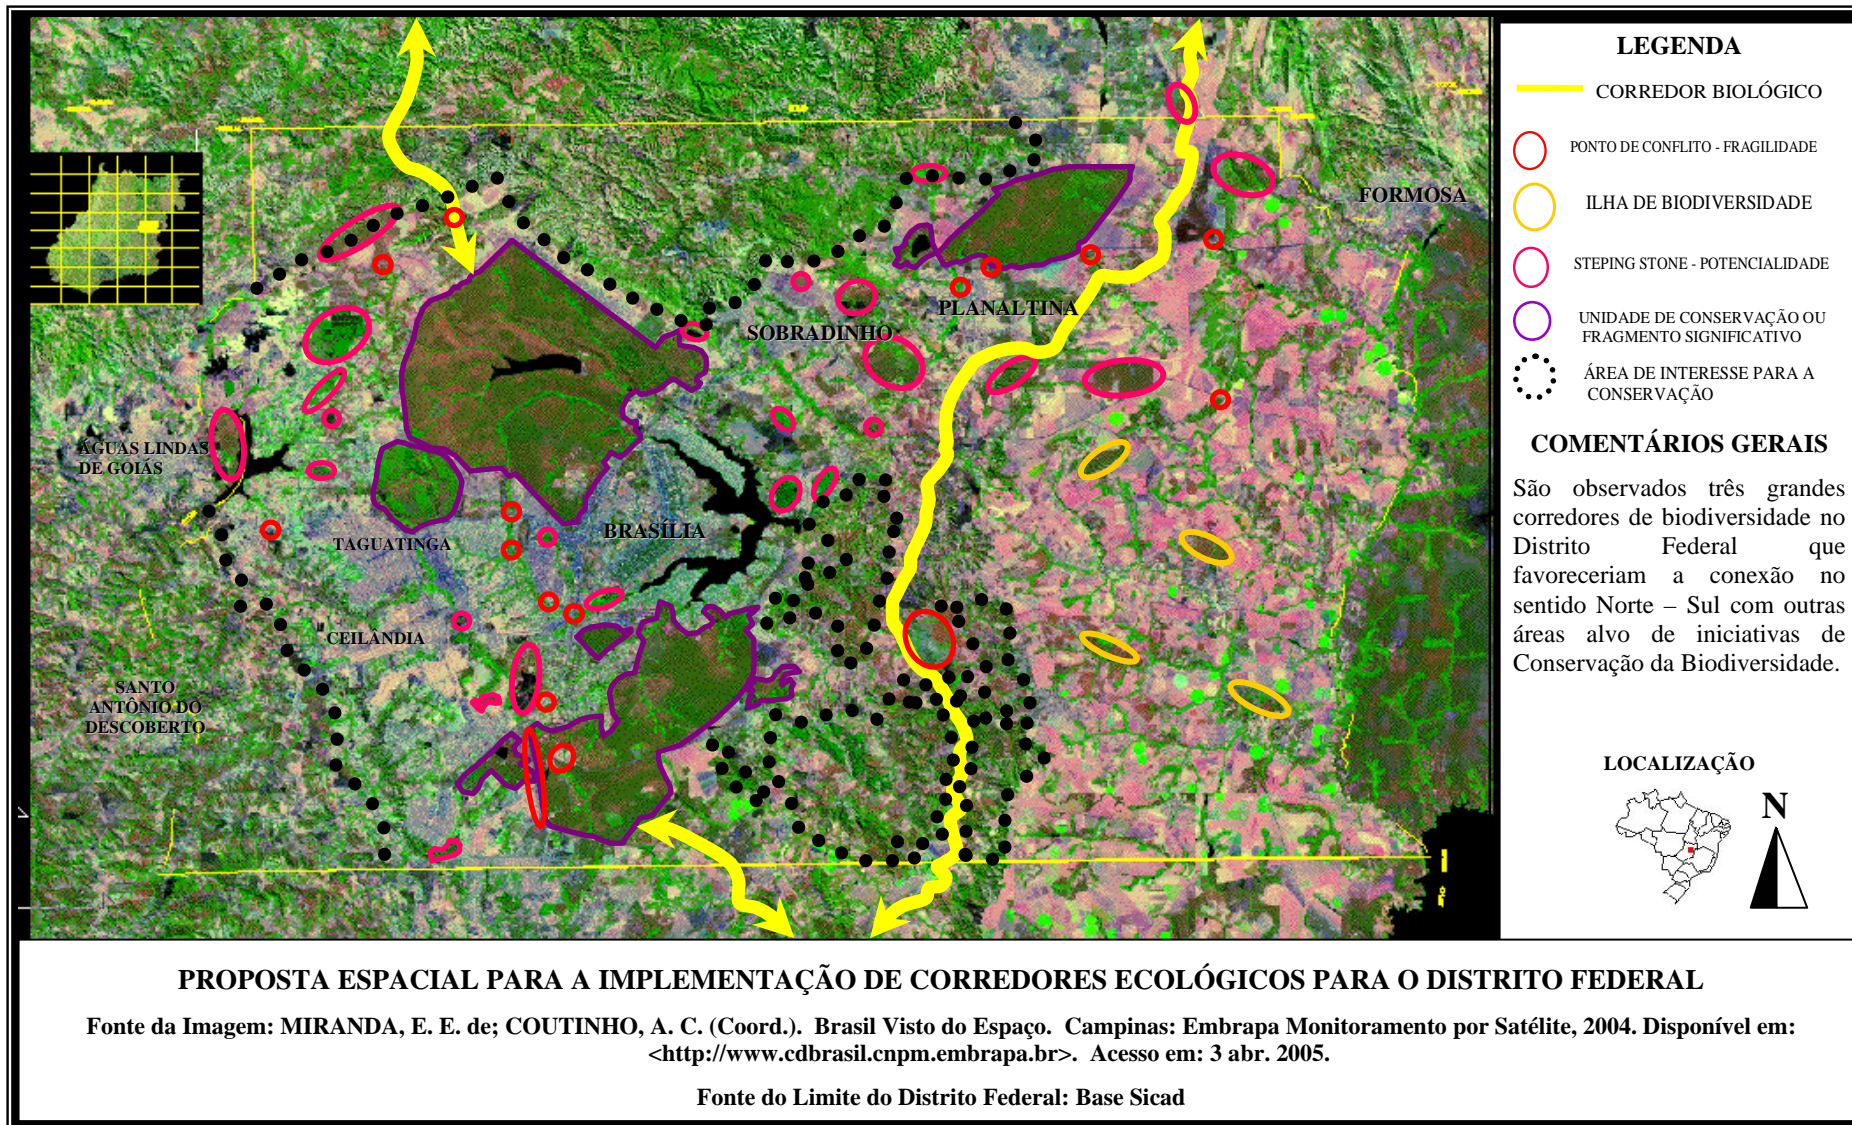 FORMOSA
PLANALTINA
SOBRADINHO
ÁGUAS LINDAS
DE GOIÁS
BRASÍLIA
TAGUATINGA
CEILÂNDIA
SANTO
ANTÔNIO DO
DESCOBERTO
LEGENDA
CORREDOR BIOLÓGICO
PONTO DE CONFLITO - FRAGILIDADE
ILHA DE BIODIVERSIDADE
STEPING STONE - POTENCIALIDADE
UNIDADE DE CONSERVAÇÃO OU
FRAGMENTO SIGNIFICATIVO
ÁREA DE INTERESSE PARA A
CONSERVAÇÃO
COMENTÁRIOS GERAIS
São observados três grandes
corredores de biodiversidade no
Distrito Federal que
favoreceriam a conexão no
sentido Norte – Sul com outras
áreas alvo de iniciativas de
Conservação da Biodiversidade.
LOCALIZAÇÃO
N
PROPOSTA ESPACIAL PARA A IMPLEMENTAÇÃO DE CORREDORES ECOLÓGICOS PARA O DISTRITO FEDERAL
Fonte da Imagem: MIRANDA, E. E. de; COUTINHO, A. C. (Coord.). Brasil Visto do Espaço. Campinas: Embrapa Monitoramento por Satélite, 2004. Disponível em:
<http://www.cdbrasil.cnpm.embrapa.br>. Acesso em: 3 abr. 2005.
Fonte do Limite do Distrito Federal: Base Sicad